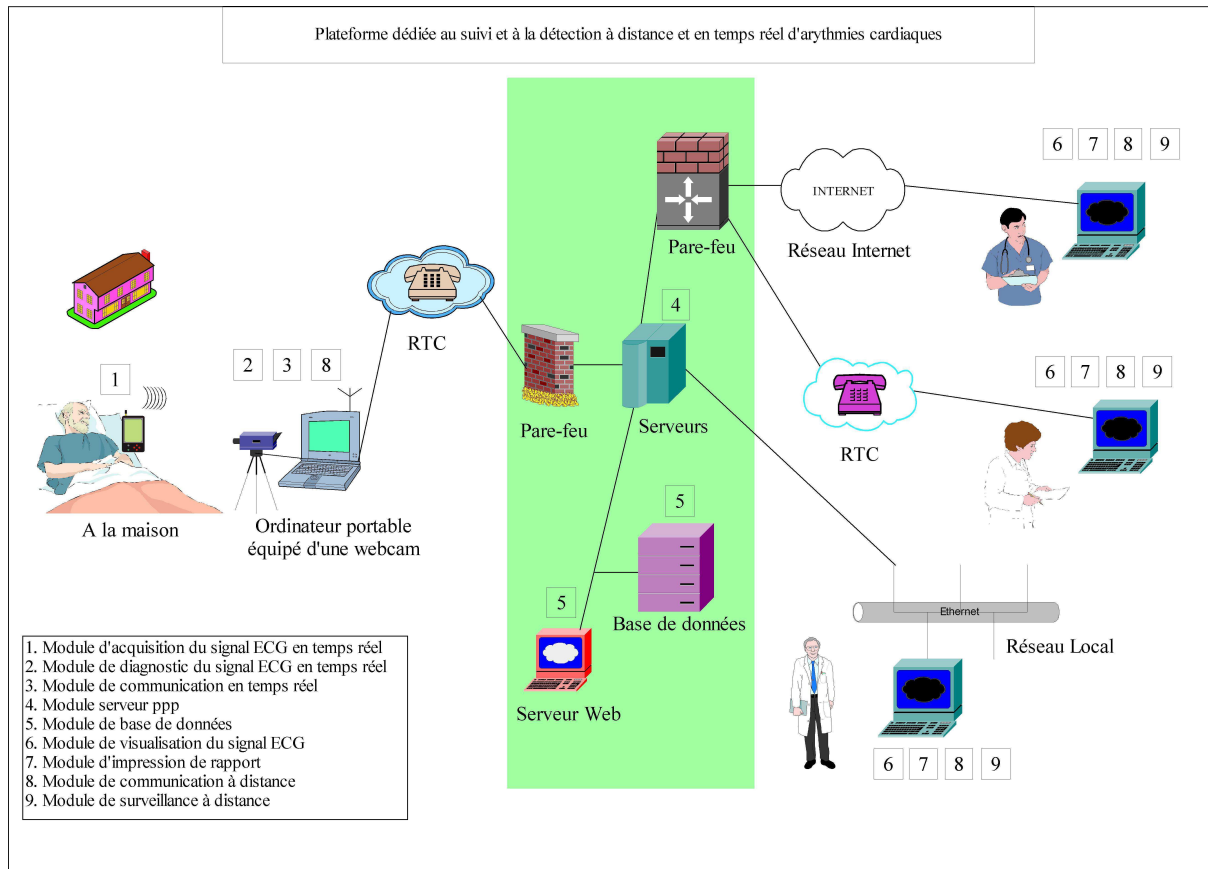 Plateforme dédiée au suivi et à la détection à distance et en temps réel d'arythmies cardiaques
6 7 8 9
INTERNET
Réseau Internet
Pare-feu
4
RTC
1
2 3 8
6 7 8 9
Pare-feu
Serveurs
RTC
A la maison
Ordinateur portable
équipé d'une webcam
5
5
Base de données
Ethernet
Réseau Local
Serveur Web
6 7 8 9
1. Module d'acquisition du signal ECG en temps réel
2. Module de diagnostic du signal ECG en temps réel
3. Module de communication en temps réel
4. Module serveur ppp
5. Module de base de données
6. Module de visualisation du signal ECG
7. Module d'impression de rapport
8. Module de communication à distance
9. Module de surveillance à distance